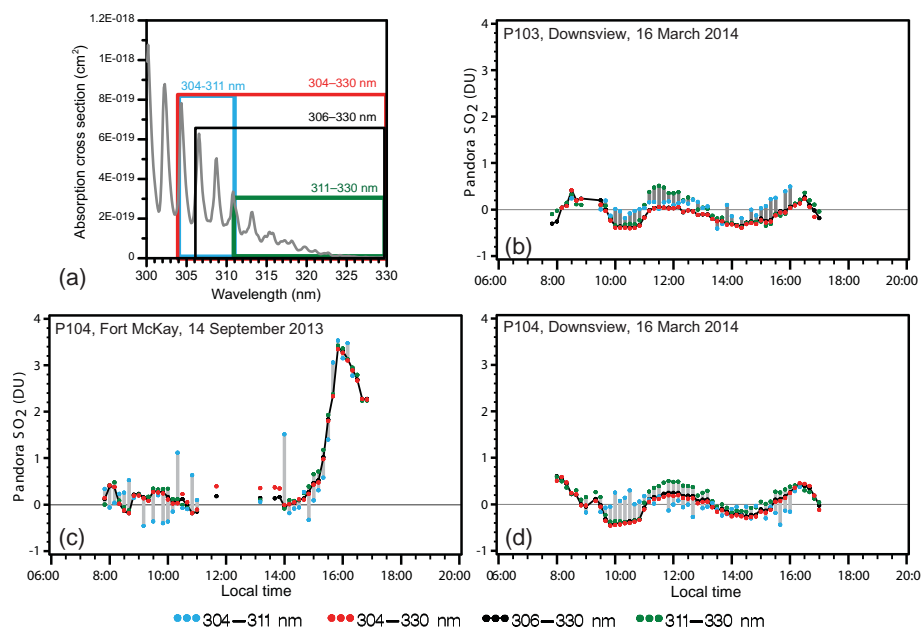 1.2E-018
1E-018
8E-019
6E-019
4E-019
2E-019
0
Absorption cross section (cm²)
304-311 nm
304–330 nm
306–330 nm
311–330 nm
300 305 310 315 320 325 330
Wavelength (nm)
(a)
P103, Downsview, 16 March 2014
4
3
2
1
0
-1
Pandora SO₂ (DU)
(b)
06:00 08:00 10:00 12:00 14:00 16:00 18:00 20:00
P104, Fort McKay, 14 September 2013
4
3
2
1
0
-1
Pandora SO₂ (DU)
(c)
06:00 08:00 10:00 12:00 14:00 16:00 18:00 20:00
Local time
P104, Downsview, 16 March 2014
4
3
2
1
0
-1
Pandora SO₂ (DU)
(d)
06:00 08:00 10:00 12:00 14:00 16:00 18:00 20:00
Local time
304–311 nm 304–330 nm 306–330 nm 311–330 nm